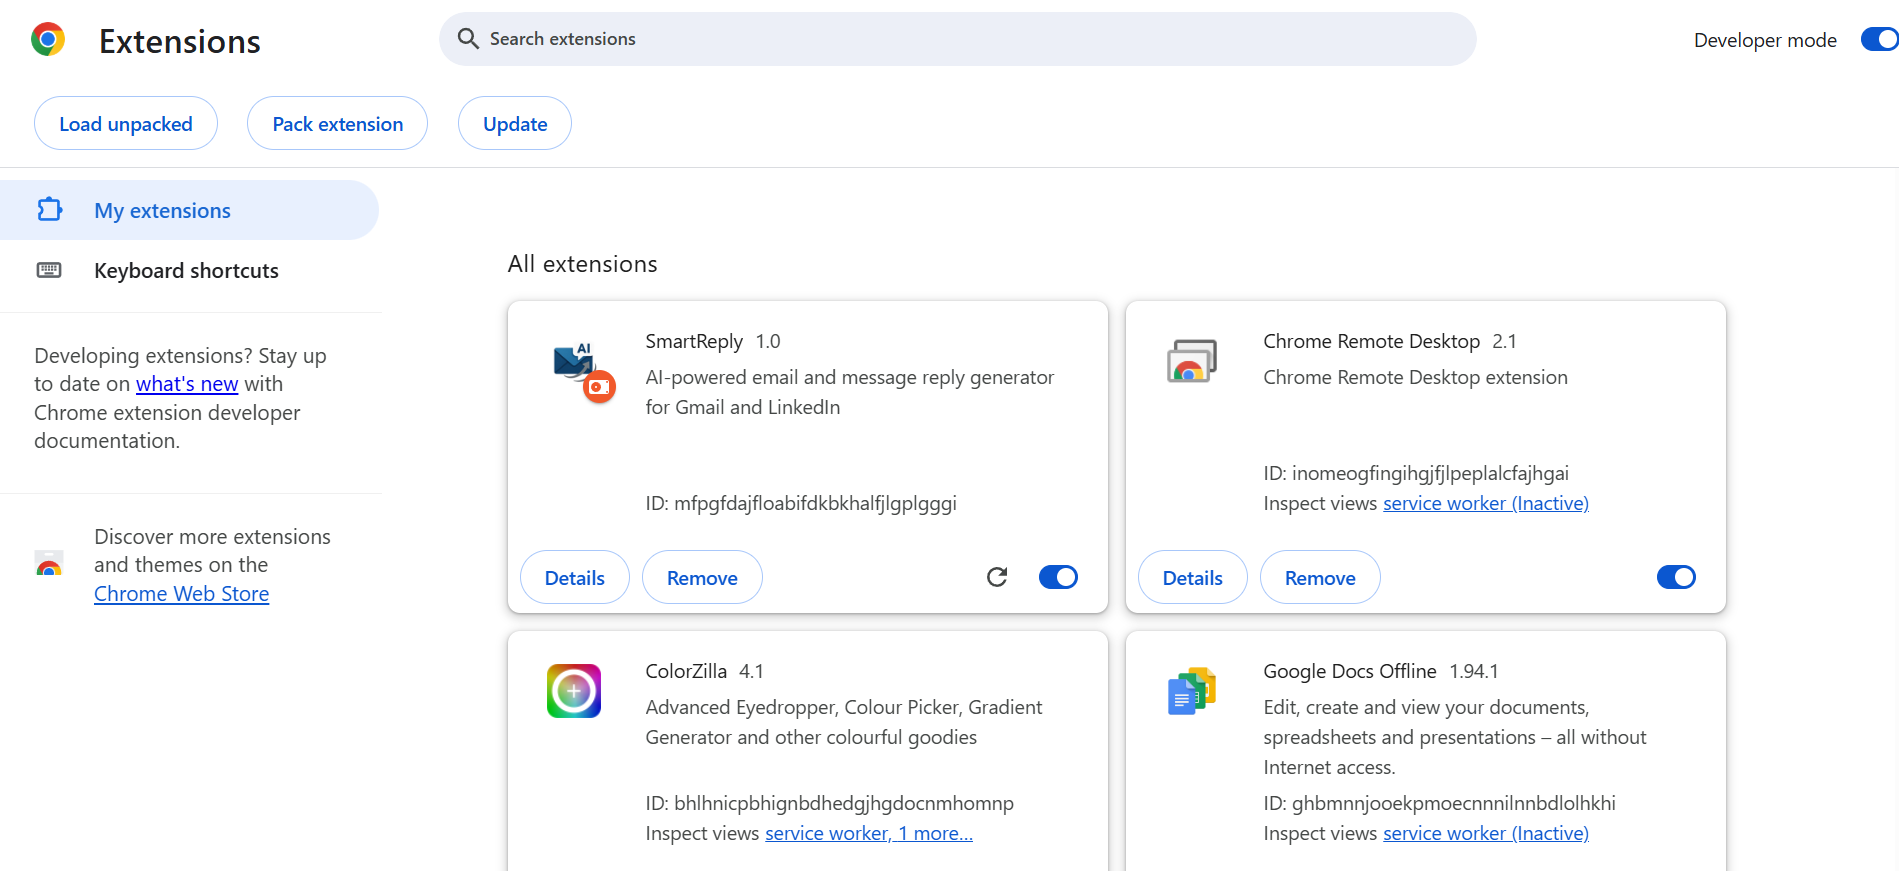 Extensions
Search extensions
Developer mode
Load unpacked
Pack extension
Update
My extensions
Keyboard shortcuts
Developing extensions? Stay up
to date on what's new with
Chrome extension developer
documentation.
Discover more extensions
and themes on the
Chrome Web Store
All extensions
AI
SmartReply 1.0
AI-powered email and message reply generator
for Gmail and LinkedIn
ID: mfpgfdajfloabifdkbkhalfjlgplgggi
Details
Remove
Chrome Remote Desktop 2.1
Chrome Remote Desktop extension
ID: inomeogfingihgjfjlpeplalcfajhgai
Inspect views service worker (Inactive)
Details
Remove
ColorZilla 4.1
Advanced Eyedropper, Colour Picker, Gradient
Generator and other colourful goodies
ID: bhlhnicpbhignbdhedgjhgdocnmhomnp
Inspect views service worker, 1 more...
Google Docs Offline 1.94.1
Edit, create and view your documents,
spreadsheets and presentations – all without
Internet access.
ID: ghbmnnjooekpmoecnnnilnnbdlolhkhi
Inspect views service worker (Inactive)